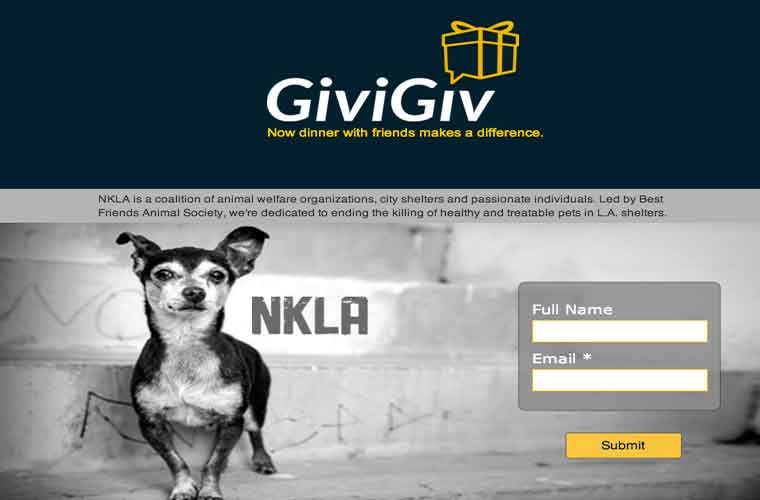 GiviGiv
Now dinner with friends makes a difference.
NKLA is a coalition of animal welfare organizations, city shelters and passionate individuals. Led by Best
Friends Animal Society, we're dedicated to ending the killing of healthy and treatable pets in L.A. shelters.
NKLA
Full Name
Email *
Submit